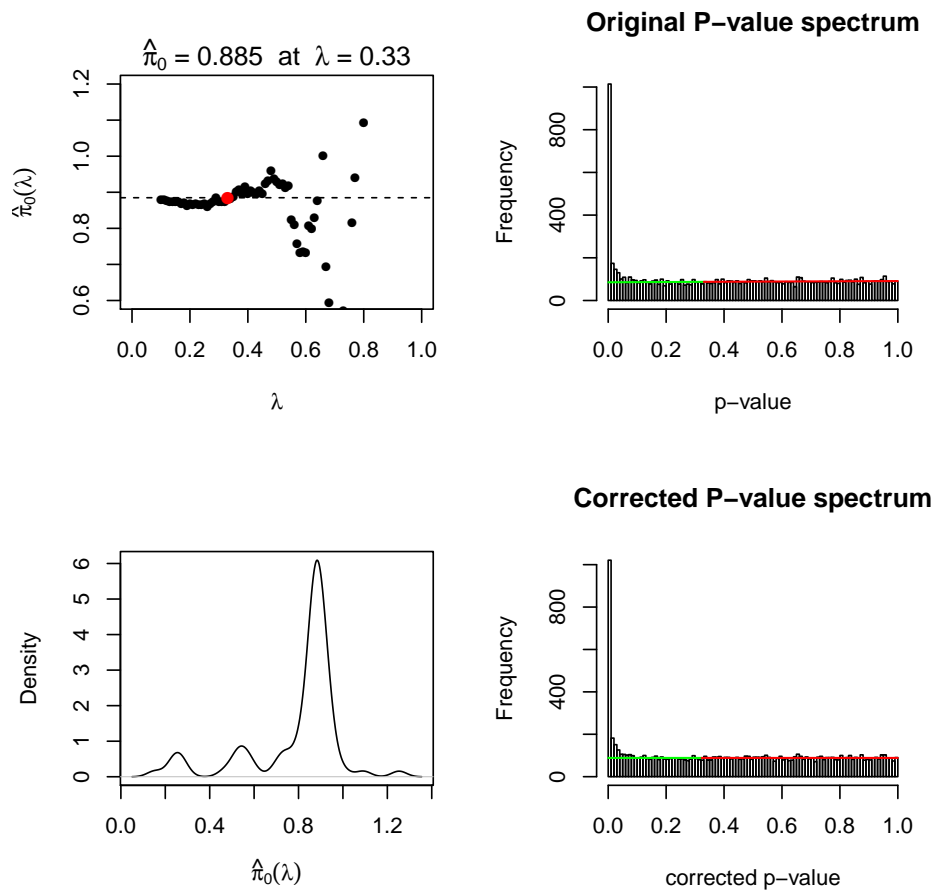 π̂₀ = 0.885 at λ = 0.33
π̂₀(λ)
0.6 0.8 1.0 1.2
0.0 0.2 0.4 0.6 0.8 1.0
λ
Original P−value spectrum
Frequency
0 400 800
0.0 0.2 0.4 0.6 0.8 1.0
p−value
Density
0 1 2 3 4 5 6
0.0 0.4 0.8 1.2
π̂₀(λ)
Corrected P−value spectrum
Frequency
0 400 800
0.0 0.2 0.4 0.6 0.8 1.0
corrected p−value